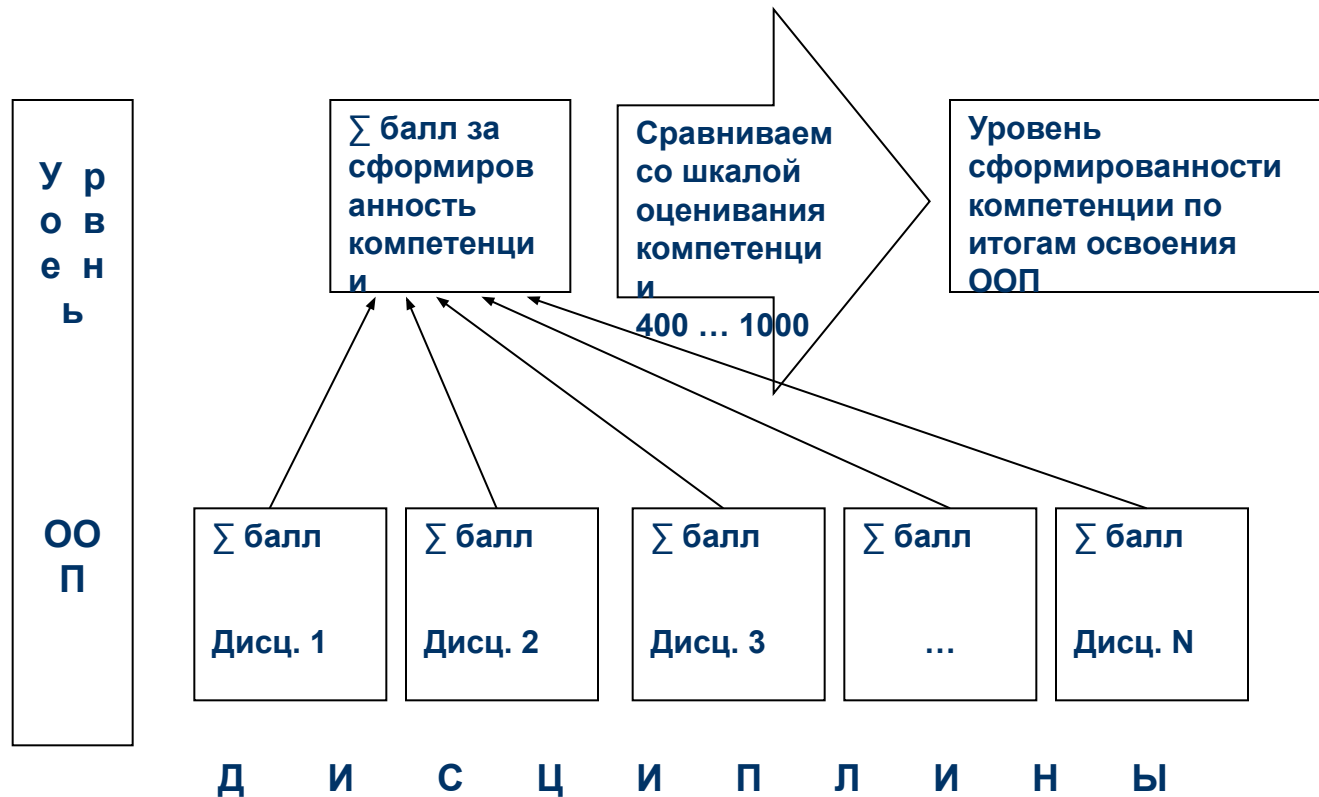 У р
о в
е н
ь
ОО
П
∑ балл за
сформиров
анность
компетенци
и
Сравниваем
со шкалой
оценивания
компетенци
и
400 … 1000
Уровень
сформированности
компетенции по
итогам освоения
ООП
∑ балл
Дисц. 1
∑ балл
Дисц. 2
∑ балл
Дисц. 3
∑ балл
…
∑ балл
Дисц. N
Д И С Ц И П Л И Н Ы